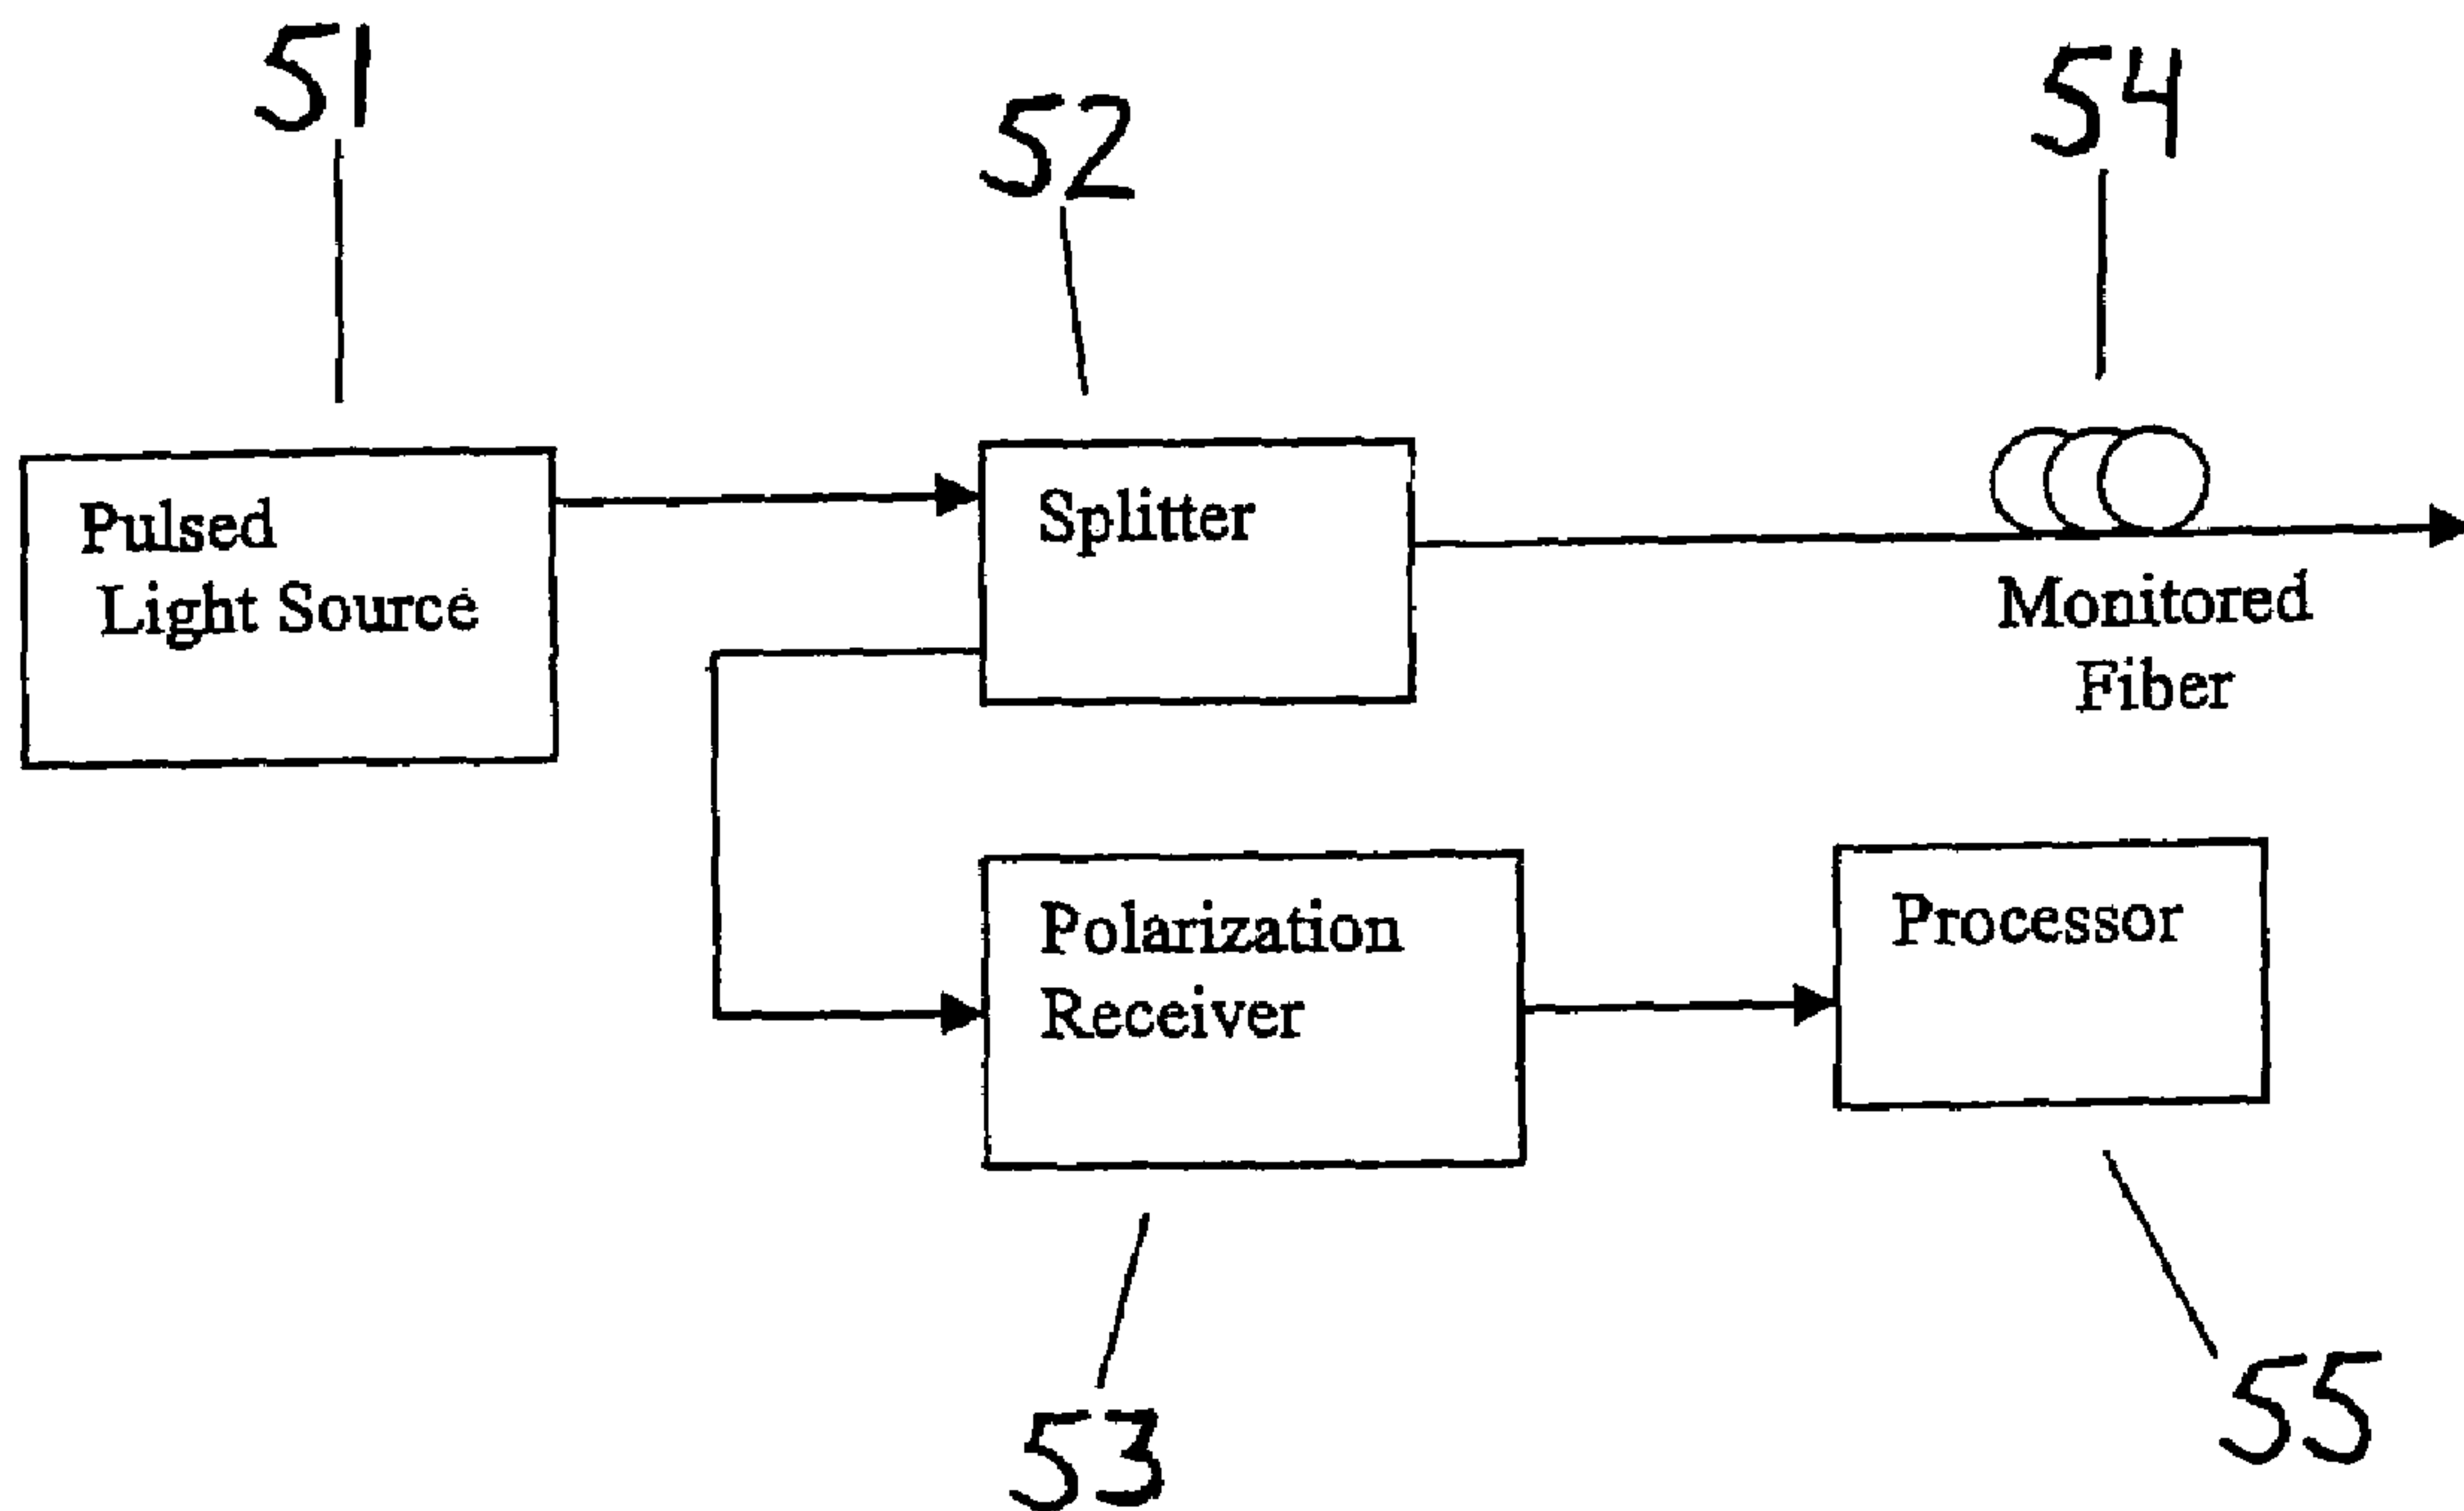 51
52
54
Pulsed
Light Source
Splitter
Monitored
Fiber
Polarization
Receiver
Processor
53
55